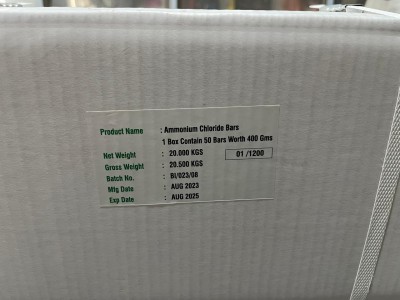 Product Name : Ammonium Chloride Bars
1 Box Contain 50 Bars Worth 400 Gms
Net Weight : 20.000 KGS 01 /1200
Gross Weight : 20.500 KGS
Batch No. : BI/023/08
Mfg Date : AUG 2023
Exp Date : AUG 2025